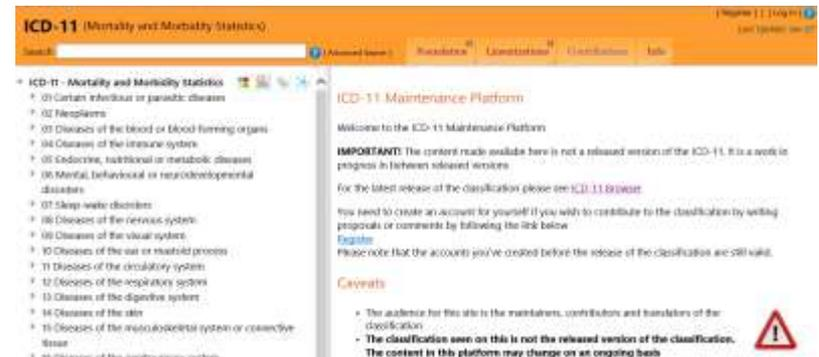 ICD-11 (Mortality and Morbidity Statistics)
[ Register ] [ Log In ]
Search
[ Advanced Search ]
Foundation
Linearizations
Contributions
Info
ICD-11 - Mortality and Morbidity Statistics
01 Certain infectious or parasitic diseases
02 Neoplasms
03 Diseases of the blood or blood-forming organs
04 Diseases of the immune system
05 Endocrine, nutritional or metabolic diseases
06 Mental, behavioural or neurodevelopmental
disorders
07 Sleep-wake disorders
08 Diseases of the nervous system
09 Diseases of the visual system
10 Diseases of the ear or mastoid process
11 Diseases of the circulatory system
12 Diseases of the respiratory system
13 Diseases of the digestive system
14 Diseases of the skin
15 Diseases of the musculoskeletal system or connective
tissue
ICD-11 Maintenance Platform
Welcome to the ICD-11 Maintenance Platform
IMPORTANT! The content made available here is not a released version of the ICD-11. It is a work in
progress in between released versions
For the latest release of the classification please see ICD-11 Browser
You need to create an account for yourself if you wish to contribute to the classification by writing
proposals or comments by following the link below
Register
Please note that the accounts you've created before the release of the classification are still valid.
Caveats
The audience for this site is the maintainers, contributors and translators of the
classification
The classification seen on this is not the released version of the classification.
The content in this platform may change on an ongoing basis